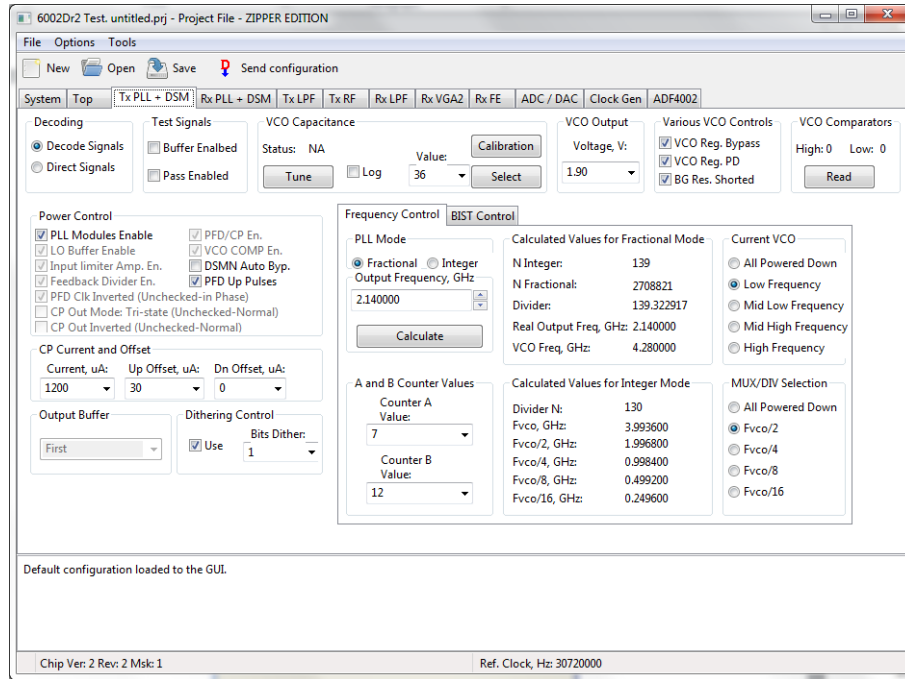 6002Dr2 Test. untitled.prj - Project File - ZIPPER EDITION
File Options Tools
New Open Save Send configuration
System Top Tx PLL + DSM Rx PLL + DSM Tx LPF Tx RF Rx LPF Rx VGA2 Rx FE ADC / DAC Clock Gen ADF4002
Decoding
Decode Signals
Direct Signals
Test Signals
Buffer Enalbed
Pass Enabled
VCO Capacitance
Status: NA
Tune
Log
Value:
36
Calibration
Select
VCO Output
Voltage, V:
1.90
Various VCO Controls
VCO Reg. Bypass
VCO Reg. PD
BG Res. Shorted
VCO Comparators
High: 0 Low: 0
Read
Power Control
PLL Modules Enable
LO Buffer Enable
Input limiter Amp. En.
Feedback Divider En.
PFD Clk Inverted (Unchecked-in Phase)
CP Out Mode: Tri-state (Unchecked-Normal)
CP Out Inverted (Unchecked-Normal)
PFD/CP En.
VCO COMP En.
DSMN Auto Byp.
PFD Up Pulses
CP Current and Offset
Current, uA: Up Offset, uA: Dn Offset, uA:
1200 30 0
Output Buffer
First
Dithering Control
Use
Bits Dither:
1
Frequency Control BIST Control
PLL Mode
Fractional Integer
Output Frequency, GHz
2.140000
Calculate
Calculated Values for Fractional Mode
N Integer: 139
N Fractional: 2708821
Divider: 139.322917
Real Output Freq, GHz: 2.140000
VCO Freq, GHz: 4.280000
Current VCO
All Powered Down
Low Frequency
Mid Low Frequency
Mid High Frequency
High Frequency
A and B Counter Values
Counter A
Value:
7
Counter B
Value:
12
Calculated Values for Integer Mode
Divider N: 130
Fvco, GHz: 3.993600
Fvco/2, GHz: 1.996800
Fvco/4, GHz: 0.998400
Fvco/8, GHz: 0.499200
Fvco/16, GHz: 0.249600
MUX/DIV Selection
All Powered Down
Fvco/2
Fvco/4
Fvco/8
Fvco/16
Default configuration loaded to the GUI.
Chip Ver: 2 Rev: 2 Msk: 1
Ref. Clock, Hz: 30720000